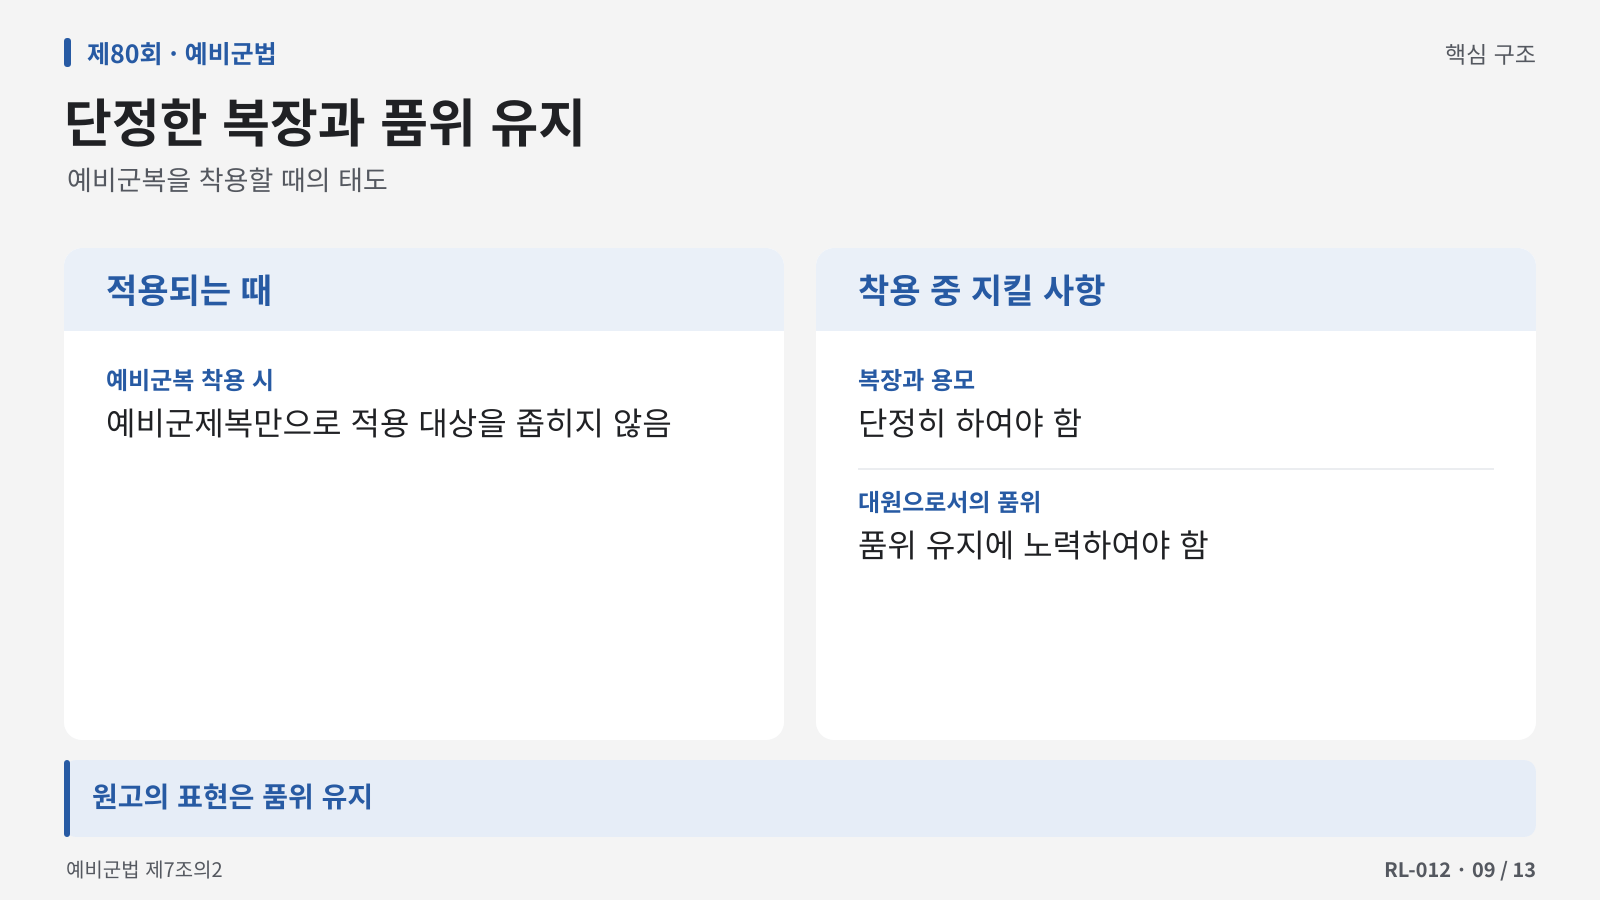 제80회 · 예비군법
핵심 구조
단정한 복장과 품위 유지
예비군복을 착용할 때의 태도
적용되는 때
예비군복 착용 시
예비군제복만으로 적용 대상을 좁히지 않음
착용 중 지킬 사항
복장과 용모
단정히 하여야 함
대원으로서의 품위
품위 유지에 노력하여야 함
원고의 표현은 품위 유지
예비군법 제7조의2
RL-012 · 09 / 13